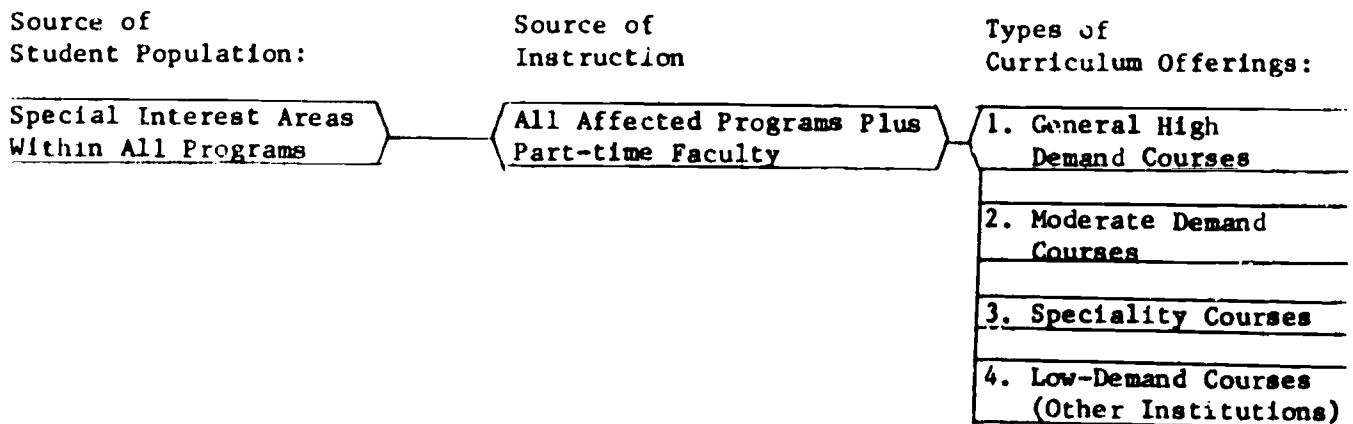 Source of
Student Population:
Source of
Instruction
Types of
Curriculum Offerings:
Special Interest Areas
Within All Programs
All Affected Programs Plus
Part-time Faculty
1. General High
Demand Courses
2. Moderate Demand
Courses
3. Speciality Courses
4. Low-Demand Courses
(Other Institutions)